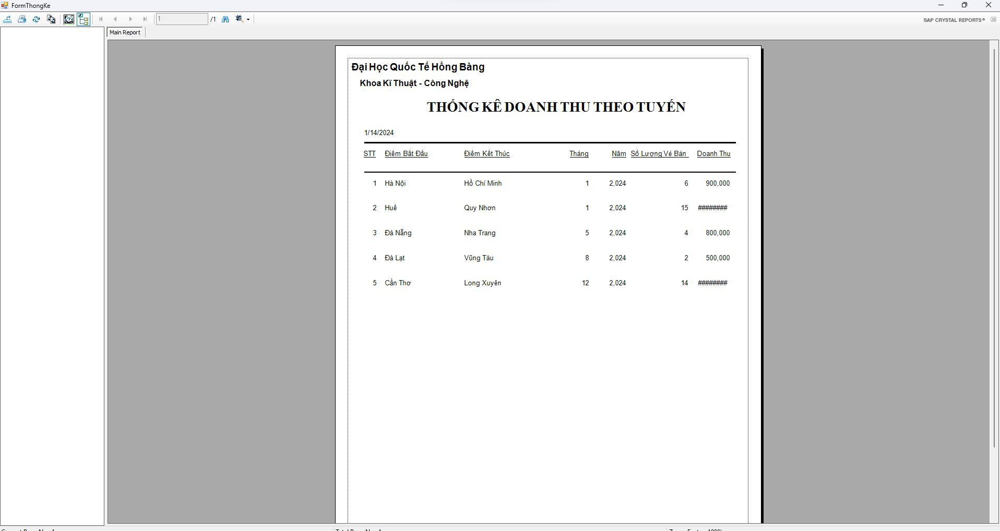 FormThongKe
1 /1
SAP CRYSTAL REPORTS®
Main Report
Đại Học Quốc Tế Hồng Bàng
Khoa Kĩ Thuật - Công Nghệ
THỐNG KÊ DOANH THU THEO TUYẾN
1/14/2024
STT Điểm Bắt Đầu Điểm Kết Thúc Tháng Năm Số Lượng Vé Bán Doanh Thu
1 Hà Nội Hồ Chí Minh 1 2,024 6 900,000
2 Huế Quy Nhơn 1 2,024 15 ########
3 Đà Nẵng Nha Trang 5 2,024 4 800,000
4 Đà Lạt Vũng Tàu 8 2,024 2 500,000
5 Cần Thơ Long Xuyên 12 2,024 14 ########